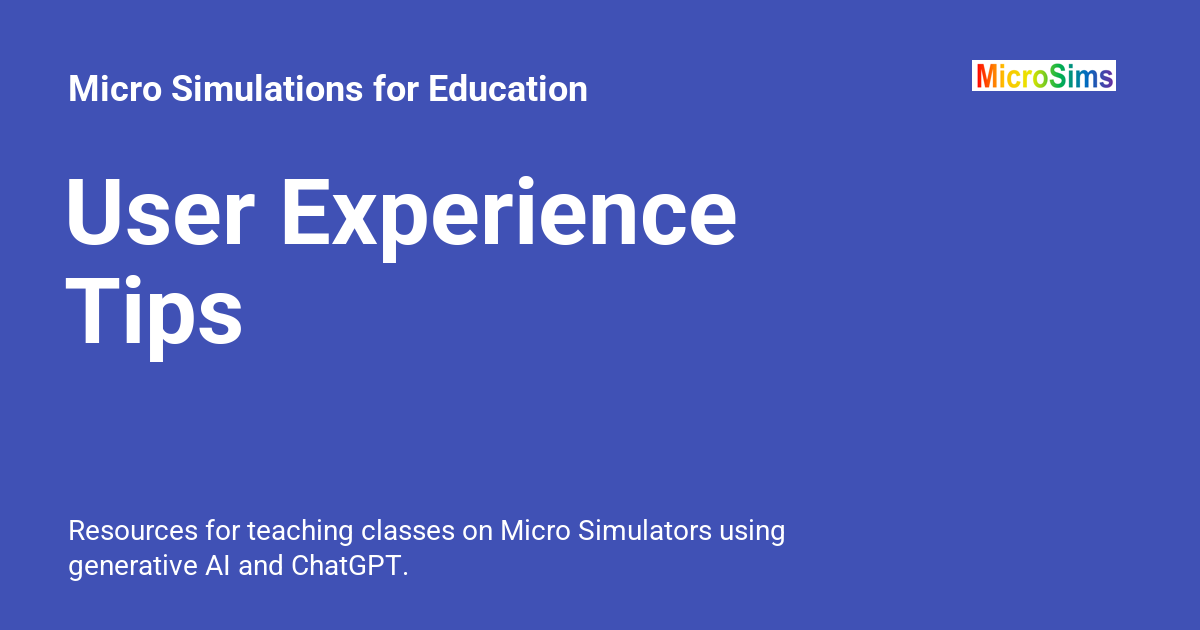 Micro Simulations for Education
MicroSims
User Experience
Tips
Resources for teaching classes on Micro Simulators using
generative AI and ChatGPT.